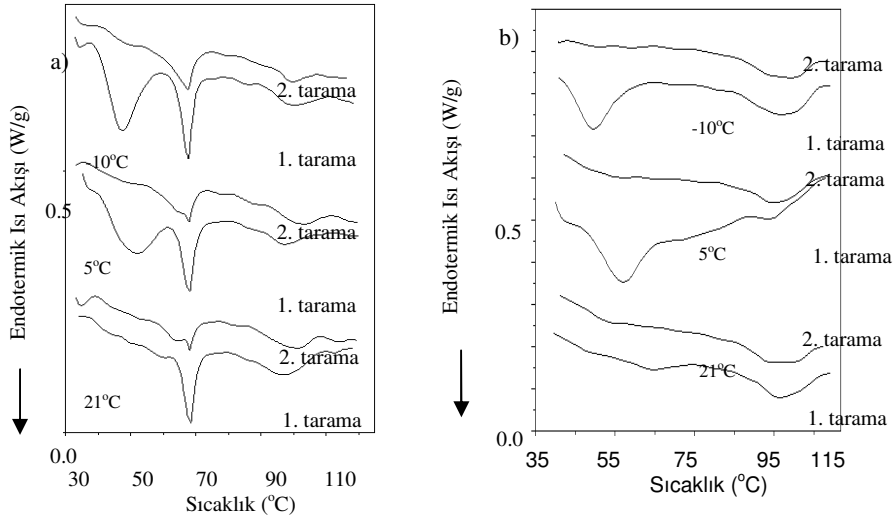 a)
Endotermik Isı Akışı (W/g)
2. tarama
1. tarama
-10°C
0.5
2. tarama
5°C
1. tarama
2. tarama
21°C
1. tarama
0.0
30 50 70 90 110
Sıcaklık (°C)
b)
Endotermik Isı Akışı (W/g)
2. tarama
-10°C
1. tarama
2. tarama
0.5
5°C
1. tarama
2. tarama
21°C
1. tarama
0.0
35 55 75 95 115
Sıcaklık (°C)